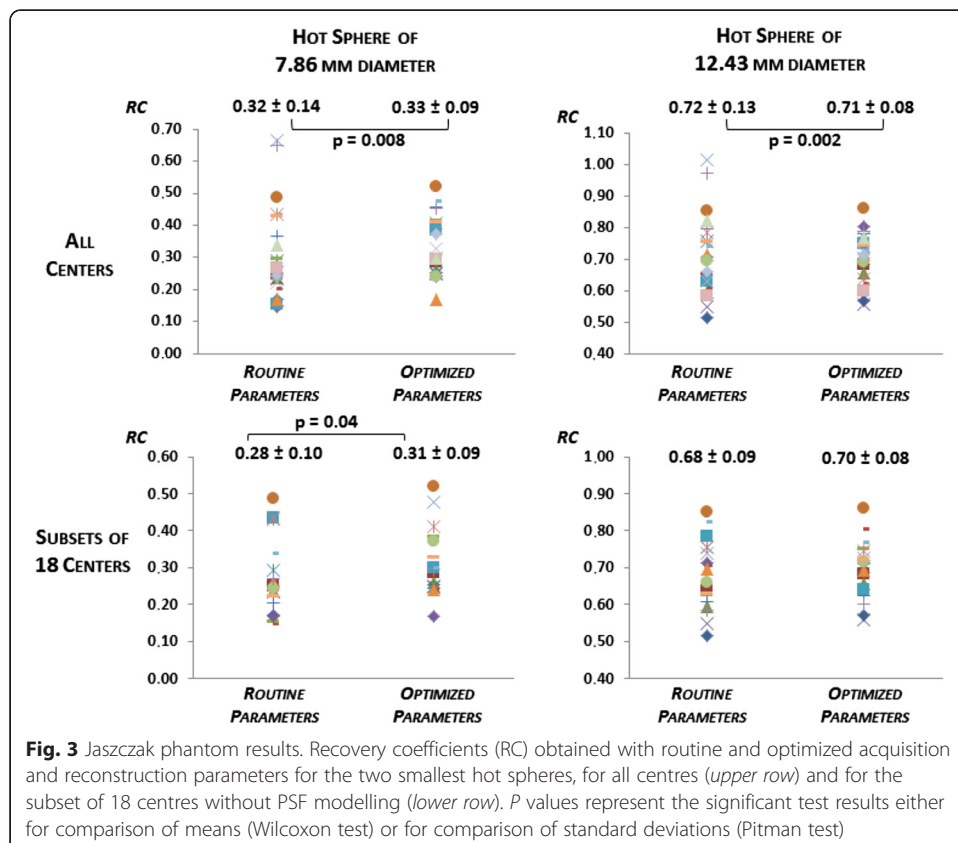 HOT SPHERE OF
7.86 MM DIAMETER
HOT SPHERE OF
12.43 MM DIAMETER
ALL
CENTERS
RC
0.32 ± 0.14
0.33 ± 0.09
p = 0.008
0.70
0.60
0.50
0.40
0.30
0.20
0.10
0.00
ROUTINE
PARAMETERS
OPTIMIZED
PARAMETERS
RC
0.72 ± 0.13
0.71 ± 0.08
p = 0.002
1.10
1.00
0.90
0.80
0.70
0.60
0.50
0.40
ROUTINE
PARAMETERS
OPTIMIZED
PARAMETERS
SUBSETS OF
18 CENTERS
RC
p = 0.04
0.28 ± 0.10
0.31 ± 0.09
0.60
0.50
0.40
0.30
0.20
0.10
0.00
ROUTINE
PARAMETERS
OPTIMIZED
PARAMETERS
RC
0.68 ± 0.09
0.70 ± 0.08
1.00
0.90
0.80
0.70
0.60
0.50
0.40
ROUTINE
PARAMETERS
OPTIMIZED
PARAMETERS
Fig. 3 Jaszczak phantom results. Recovery coefficients (RC) obtained with routine and optimized acquisition
and reconstruction parameters for the two smallest hot spheres, for all centres (upper row) and for the
subset of 18 centres without PSF modelling (lower row). P values represent the significant test results either
for comparison of means (Wilcoxon test) or for comparison of standard deviations (Pitman test)